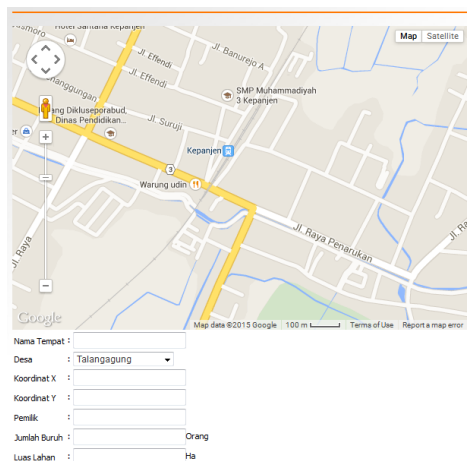 Hotel Santana Kepanjen
Map Satellite
Jl. Banurejo A
Jl. Effendi
Jl. Effendi
SMP Muhammadiyah
3 Kepanjen
Dikluseporabud,
Dinas Pendidikan...
Jl. Suruji
Kepanjen
3
Warung udin
Jl. Raya Penarukan
Jl. Raya
Google
Map data ©2015 Google 100 m Terms of Use Report a map error
Nama Tempat :
Desa : Talangagung
Koordinat X :
Koordinat Y :
Pemilik :
Jumlah Buruh : Orang
Luas Lahan : Ha